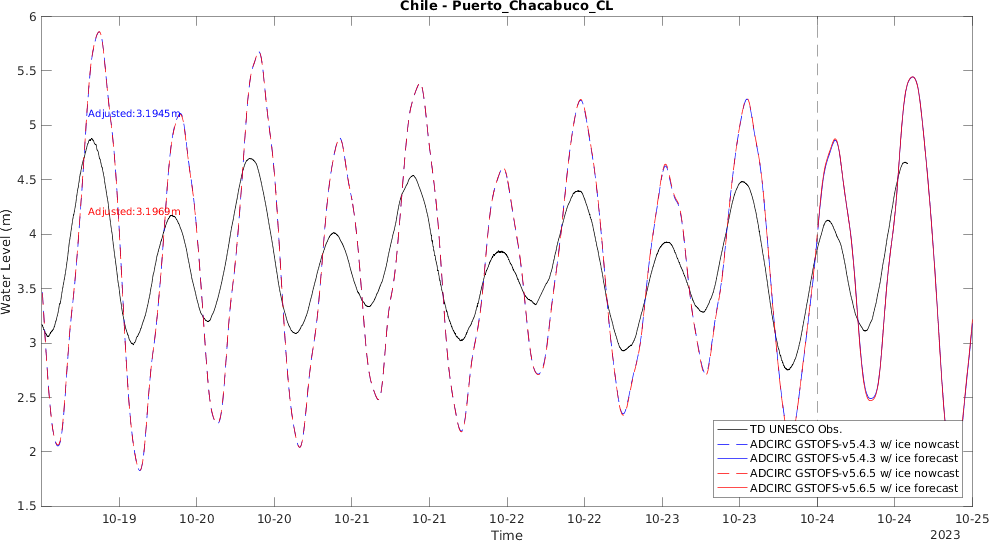 Chile - Puerto_Chacabuco_CL
6
5.5
5
4.5
4
3.5
3
2.5
2
1.5
Water Level (m)
Adjusted:3.1945m
Adjusted:3.1969m
TD UNESCO Obs.
ADCIRC GSTOFS-v5.4.3 w/ ice nowcast
ADCIRC GSTOFS-v5.4.3 w/ ice forecast
ADCIRC GSTOFS-v5.6.5 w/ ice nowcast
ADCIRC GSTOFS-v5.6.5 w/ ice forecast
10-19 10-20 10-20 10-21 10-21 10-22 10-22 10-23 10-23 10-24 10-24 10-25
Time
2023